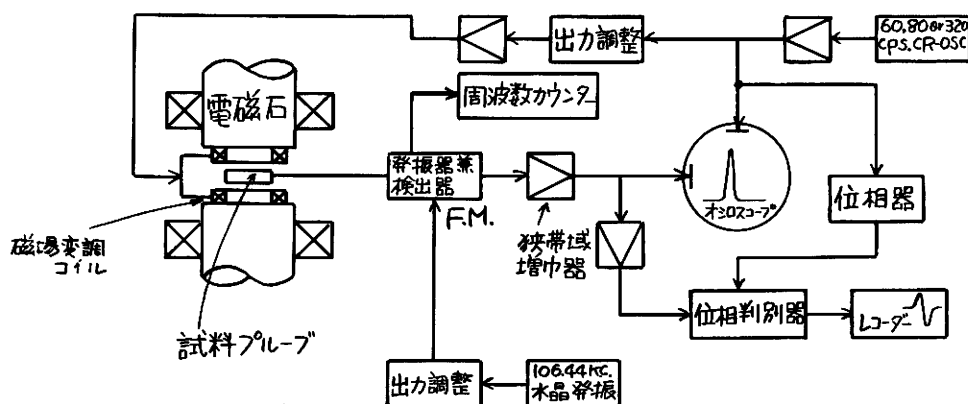 出力調整
60.80 or 320
cps.CR-OSC
電磁石
周波数カウンター
発振器兼
検出器
F.M.
オシロスコープ
位相器
狭帯域
増巾器
磁場変調
コイル
試料プルーブ
位相判別器
レコーダー
出力調整
106.44KC.
水晶発振